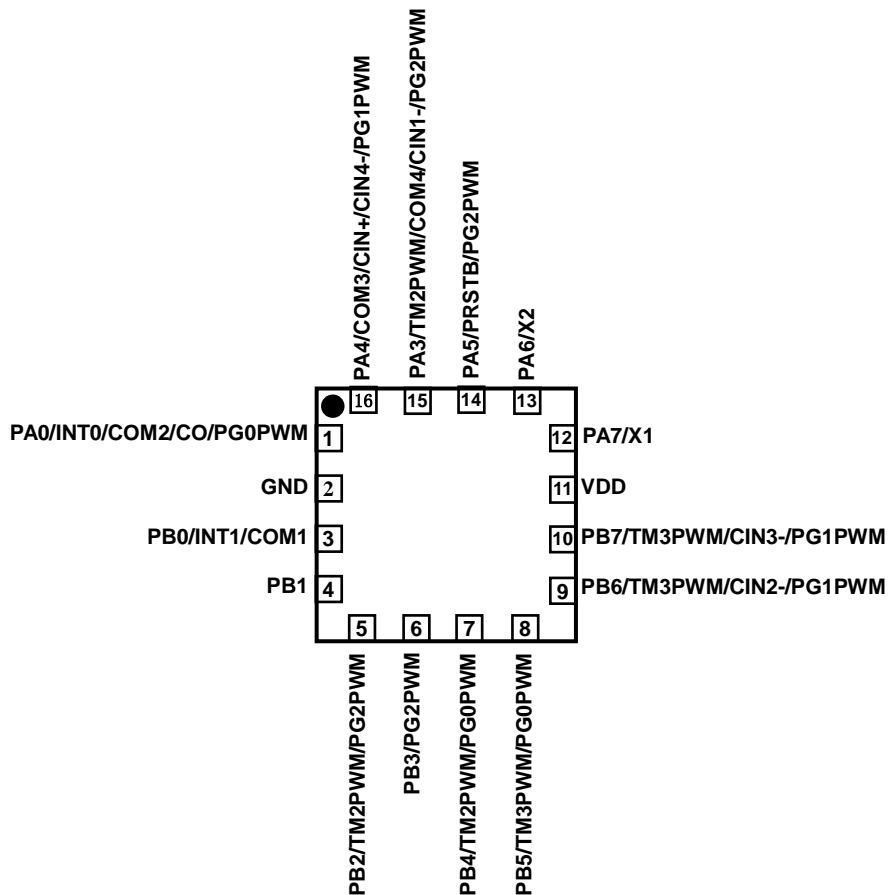 PA4/COM3/CIN+/CIN4-/PG1PWM
PA3/TM2PWM/COM4/CIN1-/PG2PWM
PA5/PRSTB/PG2PWM
PA6/X2
16
15
14
13
PA0/INT0/COM2/CO/PG0PWM
1
12
PA7/X1
GND
2
11
VDD
PB0/INT1/COM1
3
10
PB7/TM3PWM/CIN3-/PG1PWM
PB1
4
9
PB6/TM3PWM/CIN2-/PG1PWM
5
6
7
8
PB2/TM2PWM/PG2PWM
PB3/PG2PWM
PB4/TM2PWM/PG0PWM
PB5/TM3PWM/PG0PWM